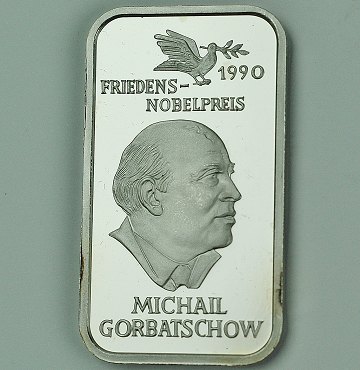 1990
FRIEDENS-
NOBELPREIS
MICHAIL
GORBATSCHOW